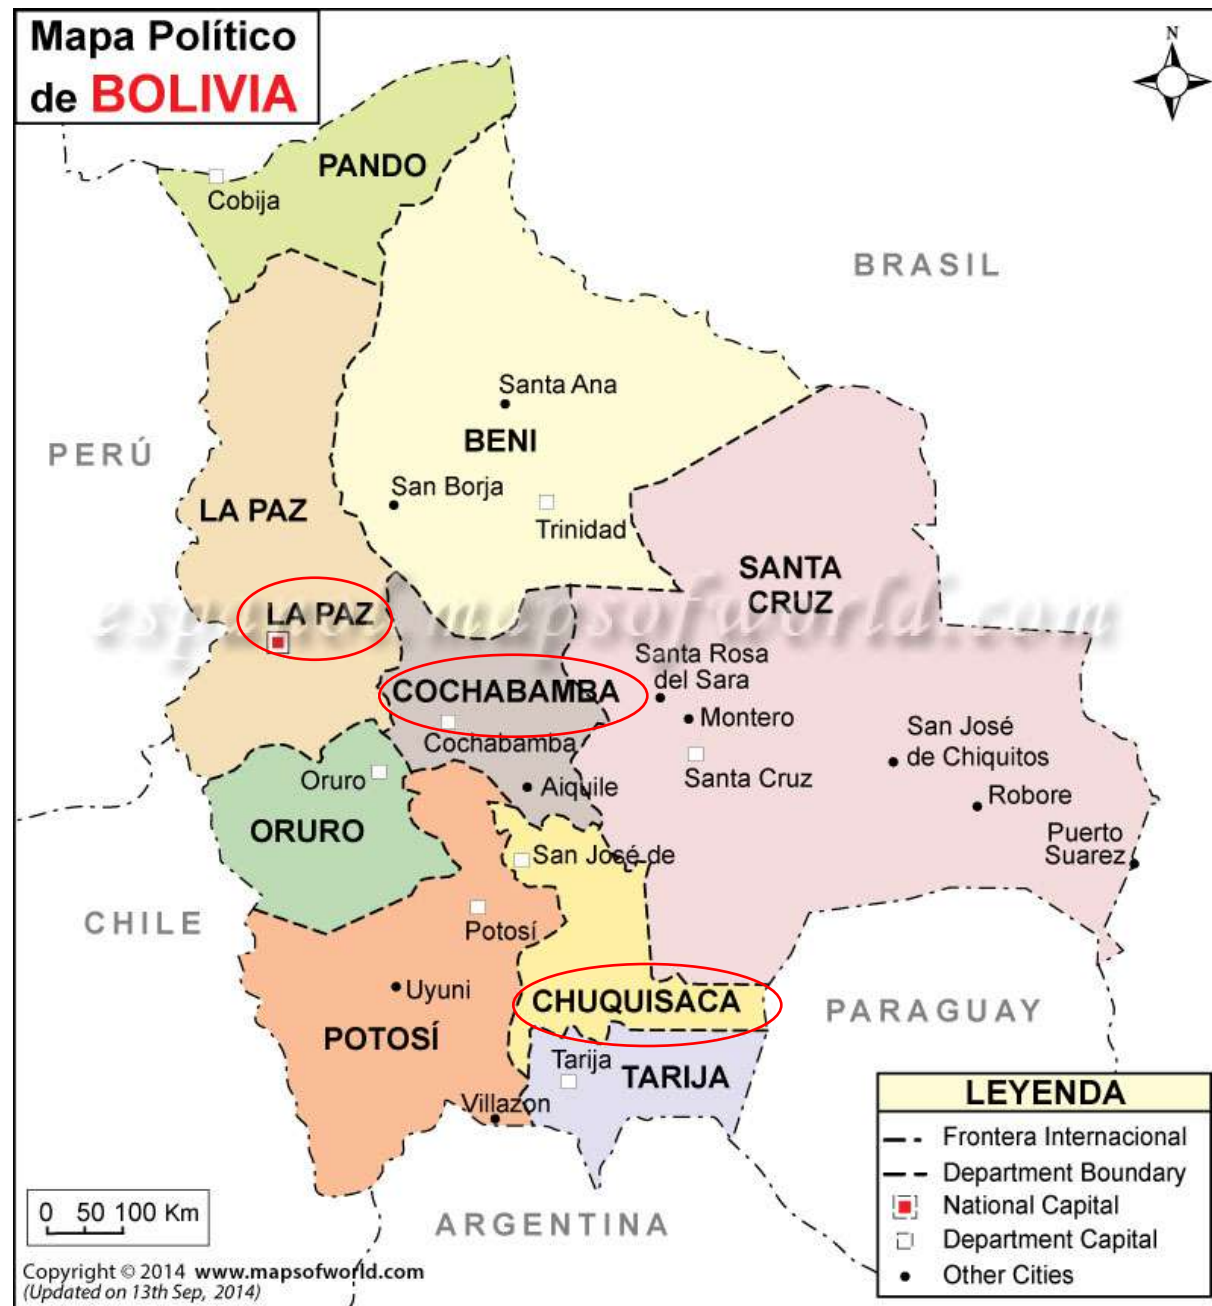 Mapa Político
de BOLIVIA
N
PANDO
Cobija
BRASIL
Santa Ana
BENI
PERÚ
San Borja
LA PAZ
Trinidad
SANTA
CRUZ
espanol.mapsofworld.com
LA PAZ
Santa Rosa
del Sara
COCHABAMBA
Montero
Cochabamba
San José
de Chiquitos
Oruro
Santa Cruz
Aiquile
Robore
ORURO
Puerto
Suarez
San José de
CHILE
Potosí
Uyuni
CHUQUISACA
PARAGUAY
POTOSÍ
Tarija
TARIJA
Villazon
LEYENDA
Frontera Internacional
Department Boundary
National Capital
Department Capital
Other Cities
0 50 100 Km
ARGENTINA
Copyright © 2014 www.mapsofworld.com
(Updated on 13th Sep, 2014)